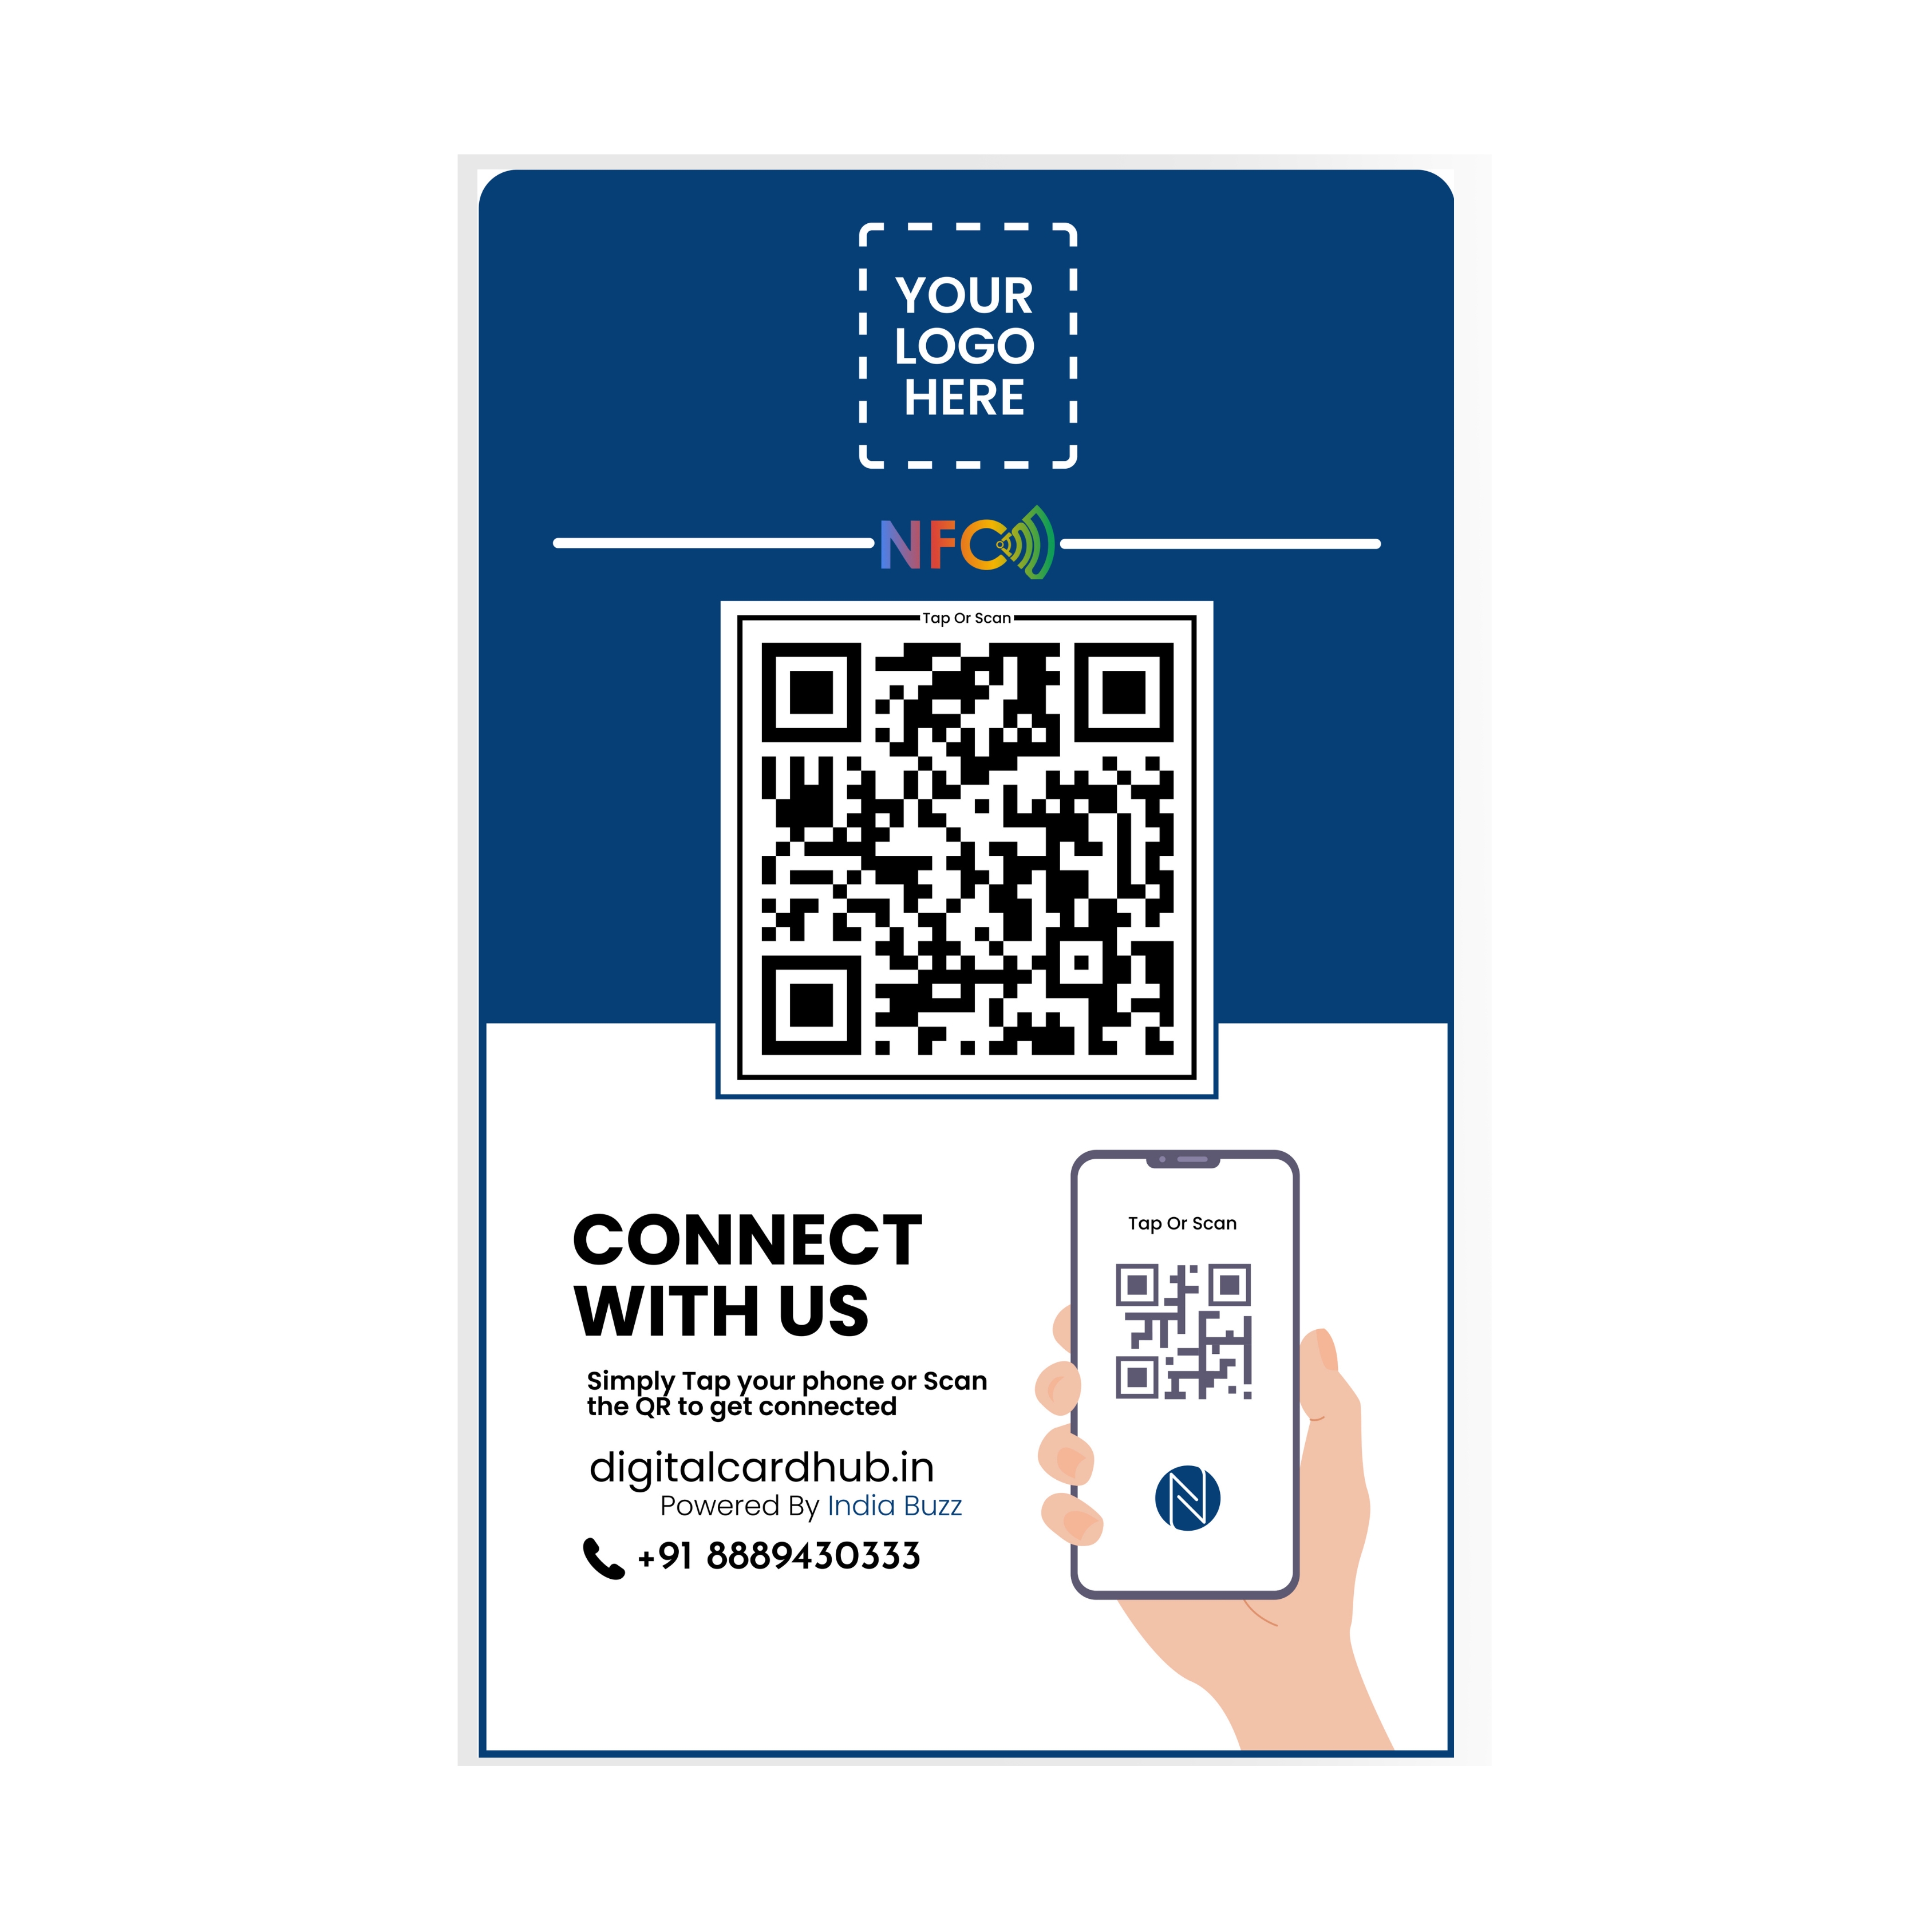 YOUR
LOGO
HERE
NFC
Tap Or Scan
CONNECT
WITH US
Simply Tap your phone or Scan
the QR to get connected
digitalcardhub.in
Powered By India Buzz
+91 8889430333
Tap Or Scan